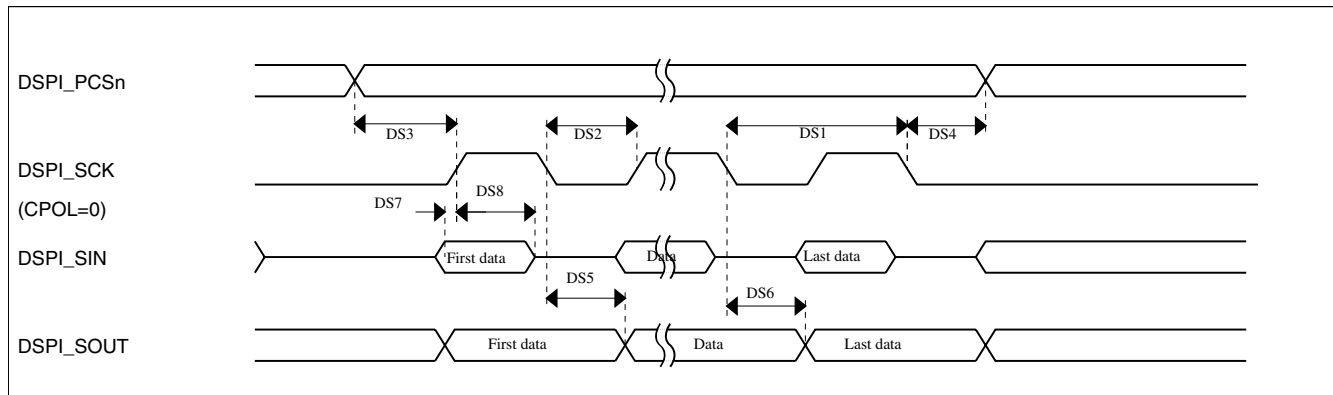 DSPI_PCSn
DS3
DS2
DS1
DS4
DSPI_SCK
(CPOL=0)
DS7
DS8
DSPI_SIN
First data
Data
Last data
DS5
DS6
DSPI_SOUT
First data
Data
Last data